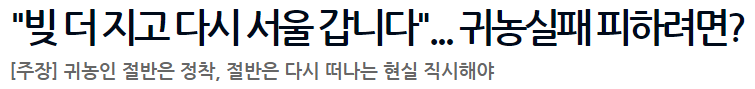 "빚 더 지고 다시 서울 갑니다"... 귀농실패 피하려면?
[주장] 귀농인 절반은 정착, 절반은 다시 떠나는 현실 직시해야